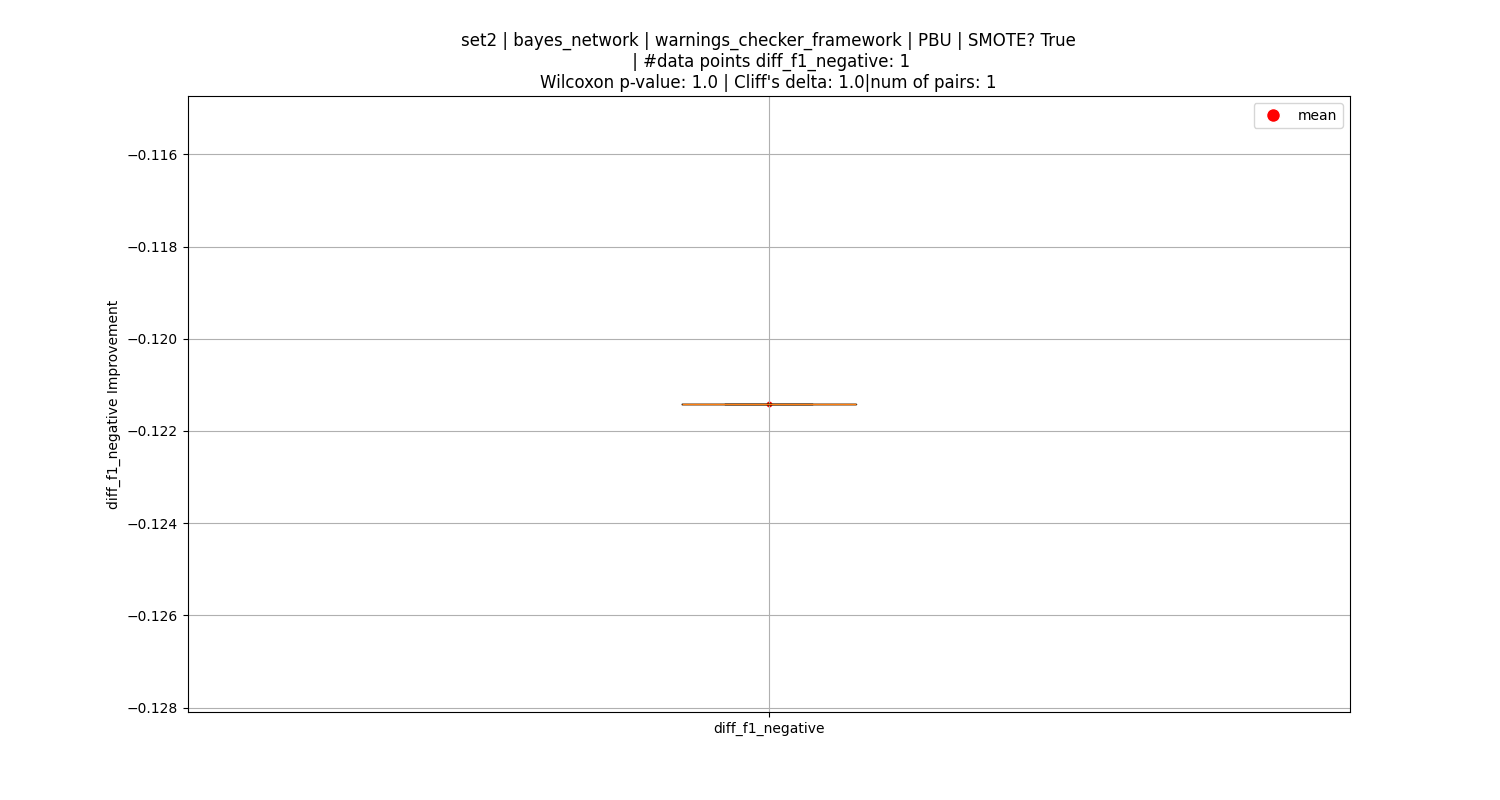 set2 | bayes_network | warnings_checker_framework | PBU | SMOTE? True
| #data points diff_f1_negative: 1
Wilcoxon p-value: 1.0 | Cliff's delta: 1.0|num of pairs: 1
mean
−0.116
−0.118
−0.120
−0.122
−0.124
−0.126
−0.128
diff_f1_negative Improvement
diff_f1_negative